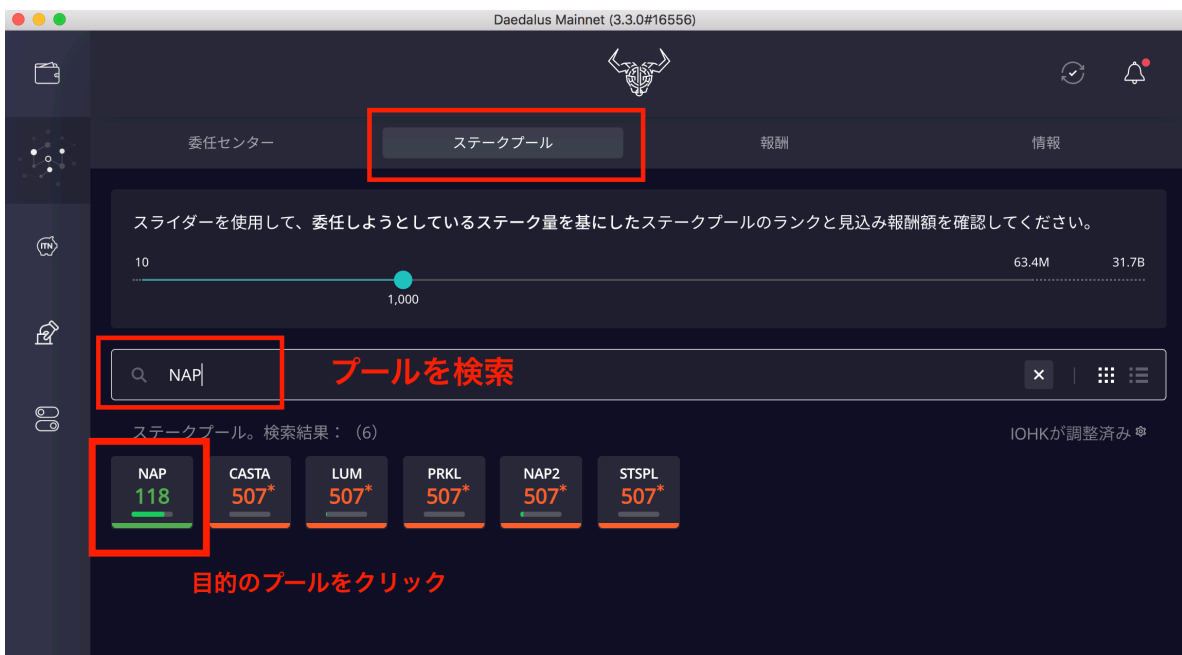 Daedalus Mainnet (3.3.0#16556)
委任センター ステークプール 報酬 情報
スライダーを使用して、委任しようとしているステーク量を基にしたステークプールのランクと見込み報酬額を確認してください。
10 63.4M 31.7B
1,000
ITN
NAP プールを検索
ステークプール。検索結果：（6） IOHKが調整済み
NAP CASTA LUM PRKL NAP2 STSPL
118 507* 507* 507* 507* 507*
目的のプールをクリック